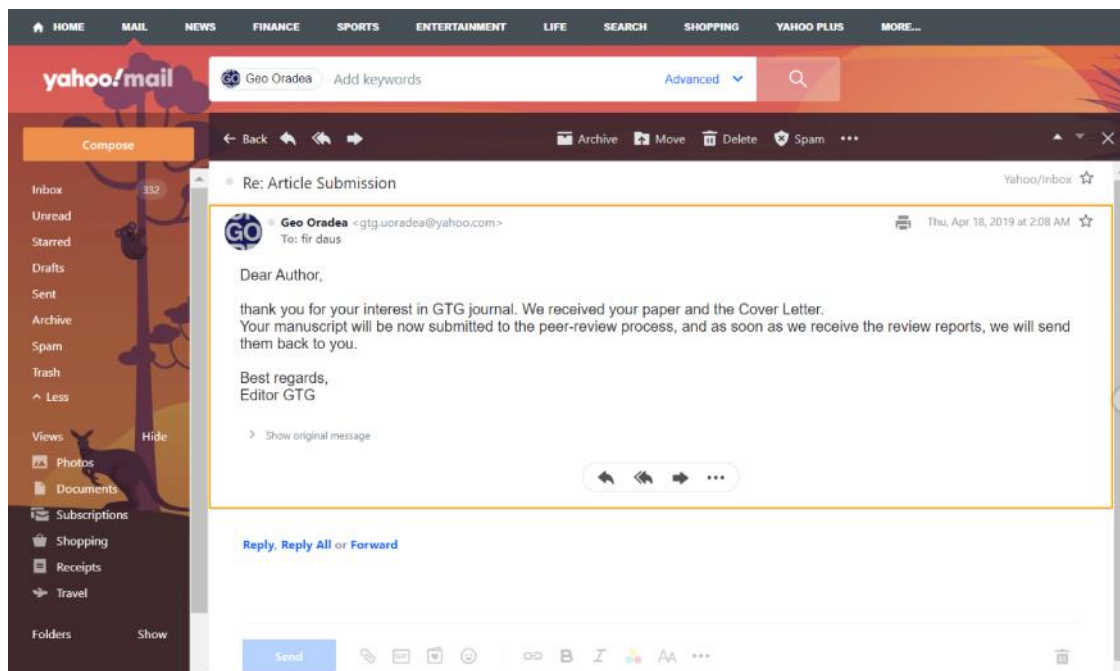 HOME MAIL NEWS FINANCE SPORTS ENTERTAINMENT LIFE SEARCH SHOPPING YAHOO PLUS MORE...
yahoo!mail GO Geo Oradea Add keywords Advanced
Compose
Back Archive Move Delete Spam
Re: Article Submission Yahoo/Inbox
GO Geo Oradea <gtg.uoradea@yahoo.com> Thu, Apr 18, 2019 at 2:08 AM
To: fir daus
Dear Author,
thank you for your interest in GTG journal. We received your paper and the Cover Letter.
Your manuscript will be now submitted to the peer-review process, and as soon as we receive the review reports, we will send
them back to you.
Best regards,
Editor GTG
> Show original message
Reply, Reply All or Forward
Send GIF B I AA
Inbox 332
Unread
Starred
Drafts
Sent
Archive
Spam
Trash
Less
Views Hide
Photos
Documents
Subscriptions
Shopping
Receipts
Travel
Folders Show